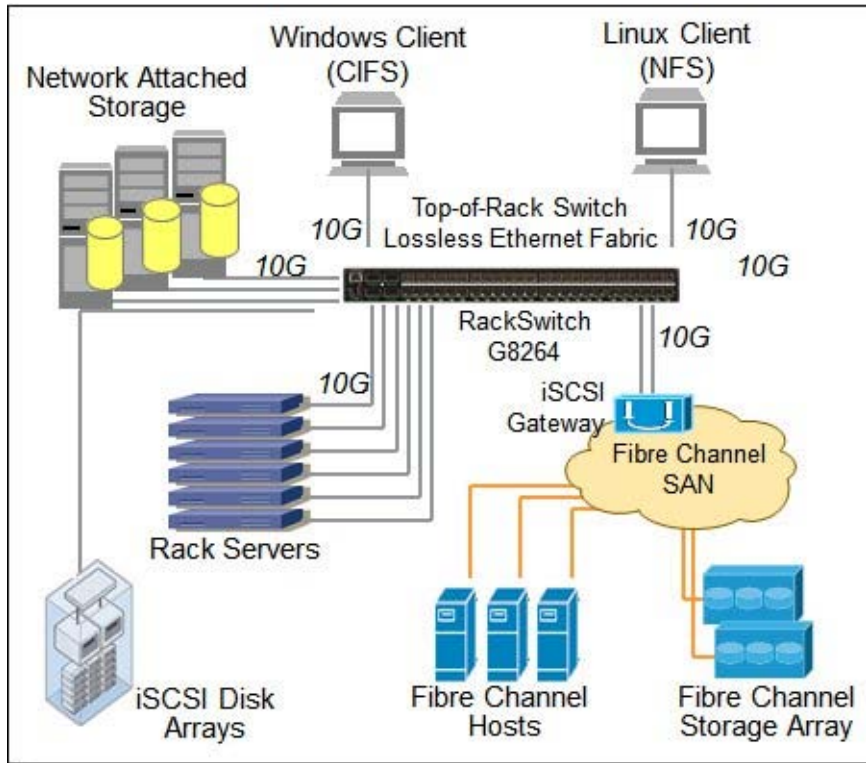 Windows Client
(CIFS)
Linux Client
(NFS)
Network Attached
Storage
10G
Top-of-Rack Switch
Lossless Ethernet Fabric
10G
10G
10G
RackSwitch
G8264
10G
10G
iSCSI
Gateway
Fibre Channel
SAN
Rack Servers
iSCSI Disk
Arrays
Fibre Channel
Hosts
Fibre Channel
Storage Array